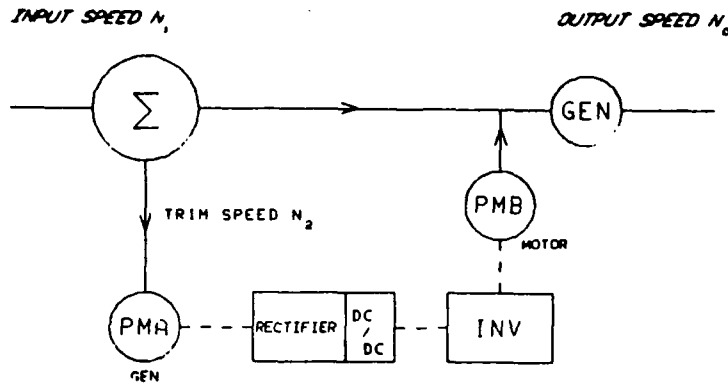 INPUT SPEED N₁
OUTPUT SPEED N₀
Σ
GEN
TRIM SPEED N₂
PMB
MOTOR
PMA
RECTIFIER
DC
/
DC
INV
GEN